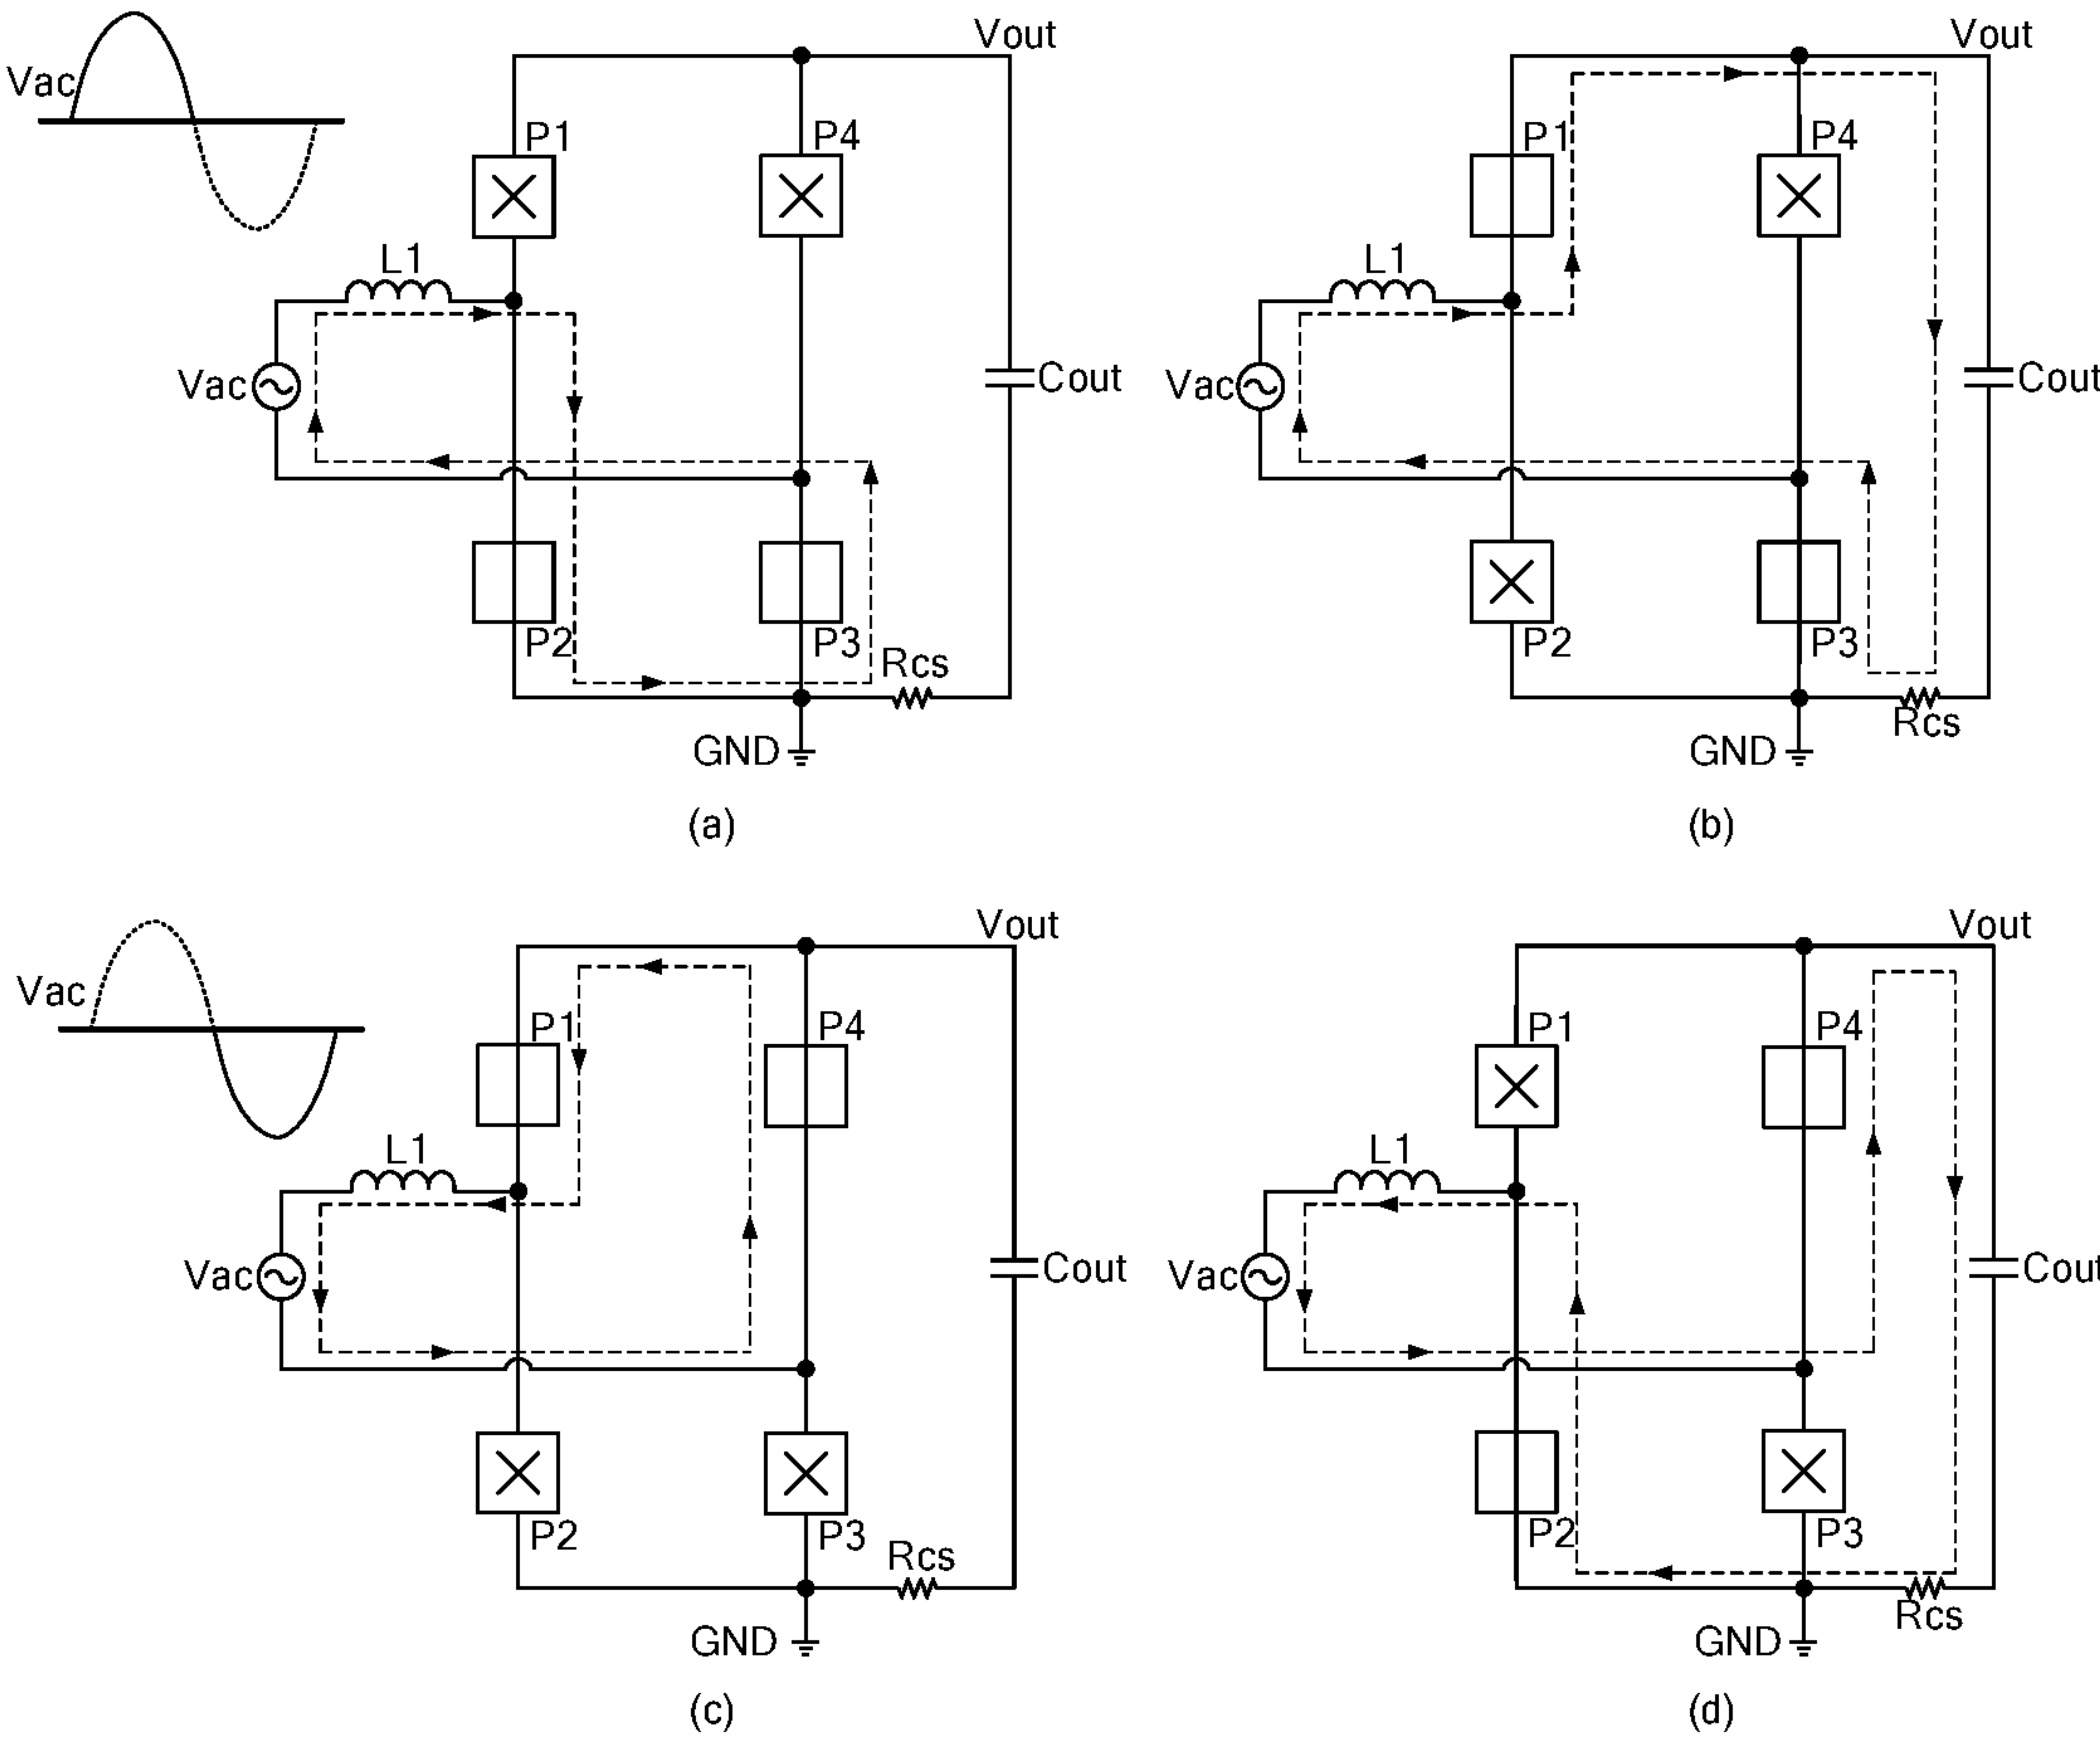 Vout
Vac
P1
P4
L1
Vac
Cout
P2
P3
Rcs
GND
(a)
Vout
P1
P4
L1
Vac
Cout
P2
P3
Rcs
GND
(b)
Vout
Vac
P1
P4
L1
Vac
Cout
P2
P3
Rcs
GND
(c)
Vout
P1
P4
L1
Vac
Cout
P2
P3
Rcs
GND
(d)